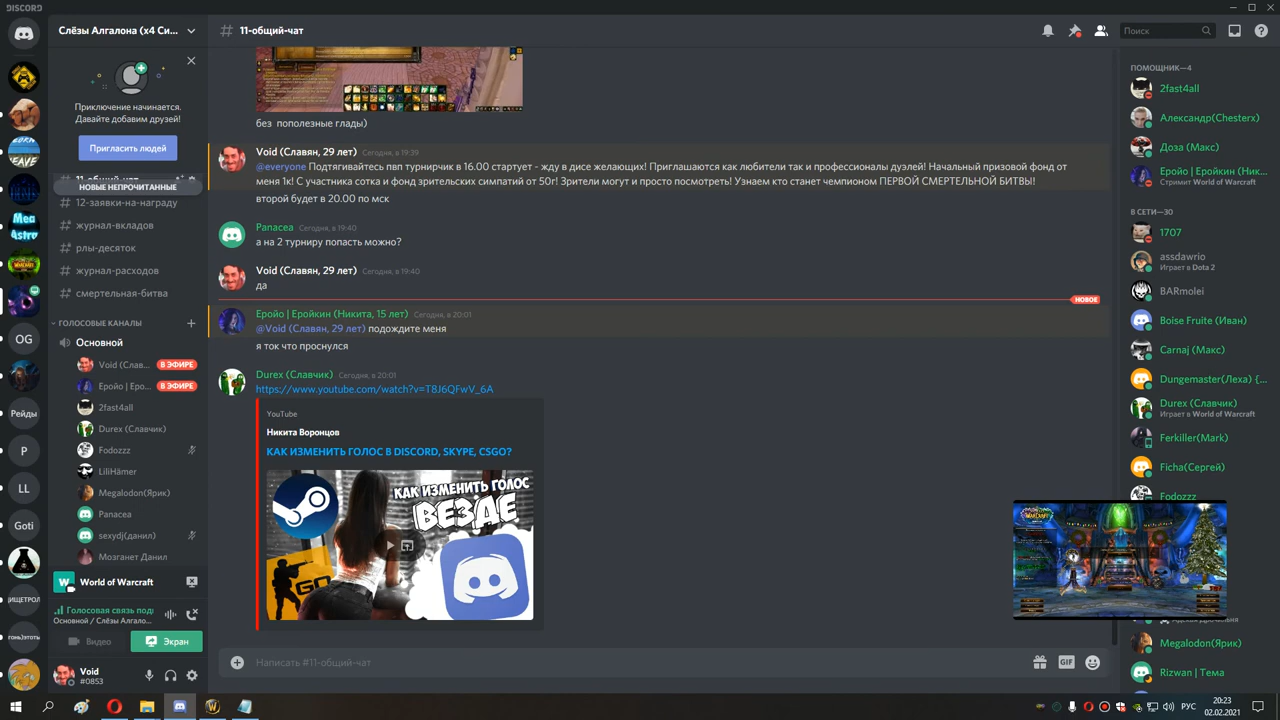 DISCORD
Слёзы Алгалона (x4 Си...
# 11-общий-чат
Поиск
Приключение начинается.
Давайте добавим друзей!
Пригласить людей
11-общий-чат
НОВЫЕ НЕПРОЧИТАННЫЕ
12-заявки-на-награду
журнал-вкладов
рлы-десяток
журнал-расходов
смертельная-битва
ГОЛОСОВЫЕ КАНАЛЫ
Основной
Void (Слав... В ЭФИРЕ
Еройо | Еро... В ЭФИРЕ
2fast4all
Durex (Славчик)
Fodozzz
LiliHämer
Megalodon(Ярик)
Panacea
sexydj(данил)
Мозганет Данил
World of Warcraft
Голосовая связь под
Основной / Слёзы Алгало...
Видео
Экран
Void
#0853
Mea
Astro
OG
Рейды
P
LL
Goti
ИЩЕТРОЛ
гонь)этоть
без пополезные глады)
Void (Славян, 29 лет) Сегодня, в 19:39
@everyone Подтягивайтесь пвп турнирчик в 16.00 стартует - жду в дисе желающих! Приглашаются как любители так и профессионалы дуэлей! Начальный призовой фонд от
меня 1к! С участника сотка и фонд зрительских симпатий от 50г! Зрители могут и просто посмотреть! Узнаем кто станет чемпионом ПЕРВОЙ СМЕРТЕЛЬНОЙ БИТВЫ!
второй будет в 20.00 по мск
Panacea Сегодня, в 19:40
а на 2 турниру попасть можно?
Void (Славян, 29 лет) Сегодня, в 19:40
да
НОВОЕ
Еройо | Еройкин (Никита, 15 лет) Сегодня, в 20:01
@Void (Славян, 29 лет) подождите меня
я ток что проснулся
Durex (Славчик) Сегодня, в 20:01
https://www.youtube.com/watch?v=T8J6QFwV_6A
YouTube
Никита Воронцов
КАК ИЗМЕНИТЬ ГОЛОС В DISCORD, SKYPE, CSGO?
КАК ИЗМЕНИТЬ ГОЛОС
ВЕЗДЕ
GO
Написать #11-общий-чат
GIF
ПОМОЩНИК—4
2fast4all
Александр(Chesterx)
Доза (Макс)
Еройо | Еройкин (Ник...
Стримит World of Warcraft
В СЕТИ—30
1707
assdawrio
Играет в Dota 2
BARmolei
Boise Fruite (Иван)
Carnaj (Макс)
Dungemaster(Леха) {...
Durex (Славчик)
Играет в World of Warcraft
Ferkiller(Mark)
Ficha(Сергей)
Fodozzz
Megalodon(Ярик)
Rizwan | Тема
РУС
20:23
02.02.2021